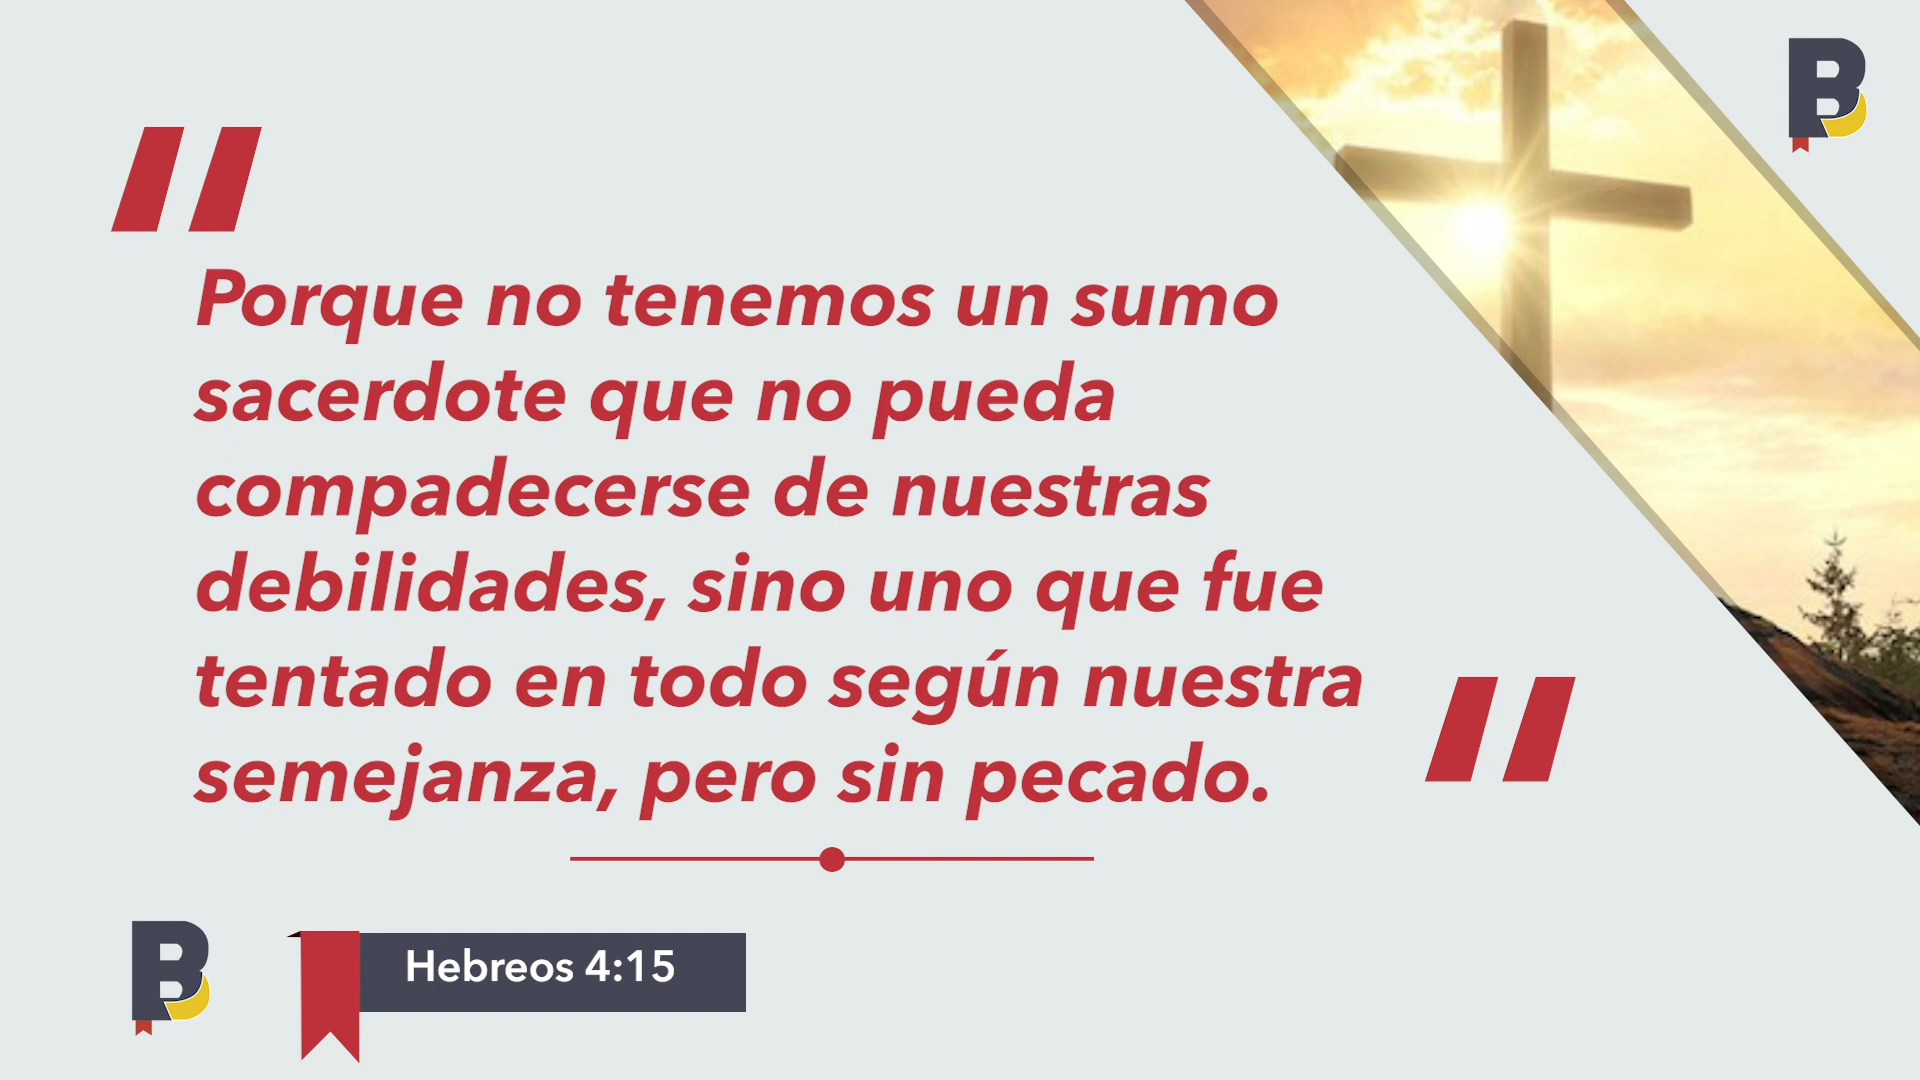 Porque no tenemos un sumo
sacerdote que no pueda
compadecerse de nuestras
debilidades, sino uno que fue
tentado en todo según nuestra
semejanza, pero sin pecado.
Hebreos 4:15